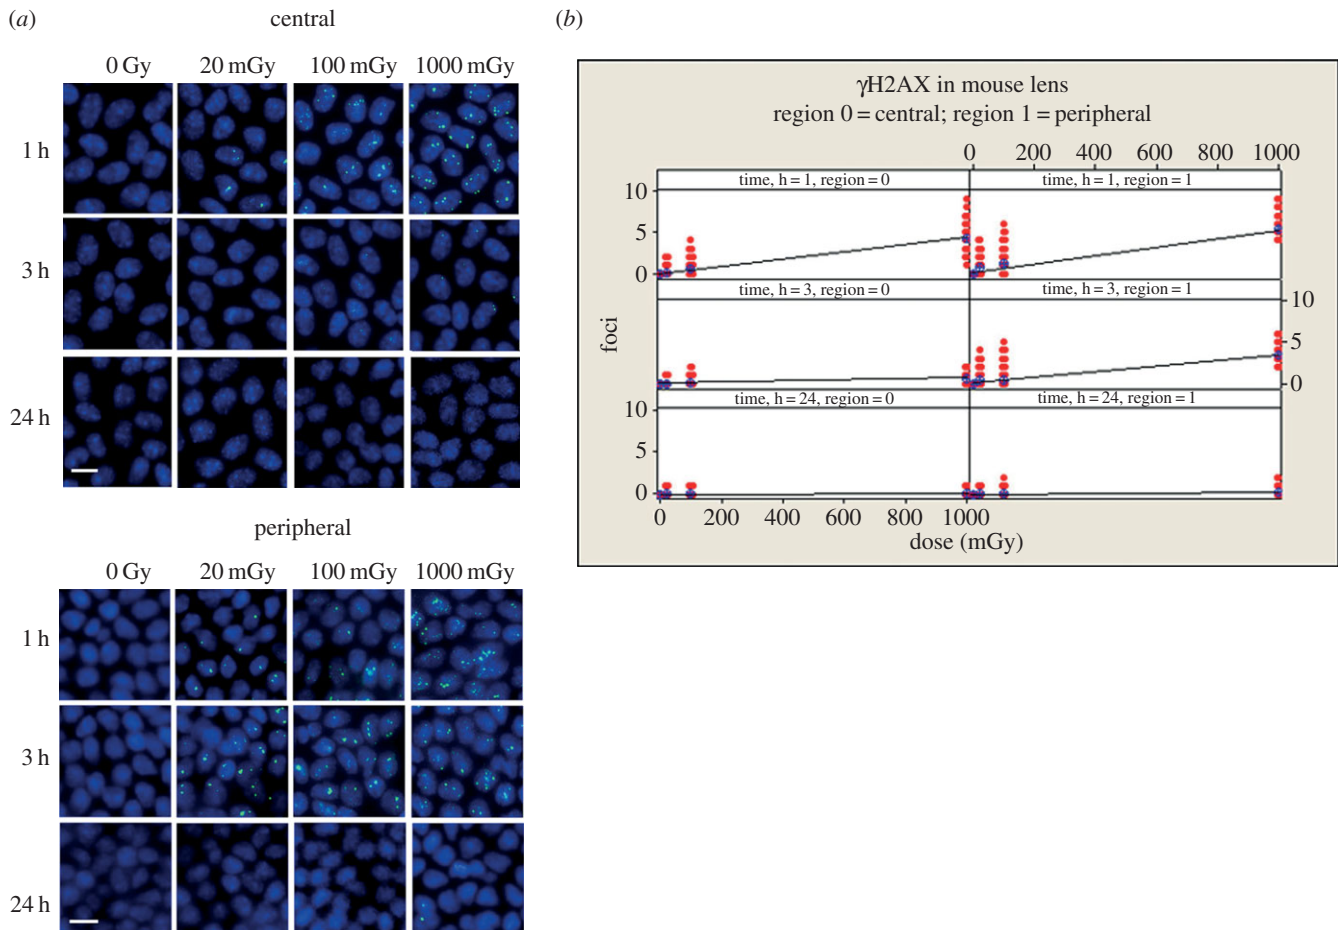 (a)
central
0 Gy 20 mGy 100 mGy 1000 mGy
1 h
3 h
24 h
peripheral
0 Gy 20 mGy 100 mGy 1000 mGy
1 h
3 h
24 h
(b)
γH2AX in mouse lens
region 0 = central; region 1 = peripheral
0 200 400 600 800 1000
time, h = 1, region = 0 time, h = 1, region = 1
10
5
0
time, h = 3, region = 0 time, h = 3, region = 1
10
5
0
foci
time, h = 24, region = 0 time, h = 24, region = 1
10
5
0
0 200 400 600 800 1000
dose (mGy)